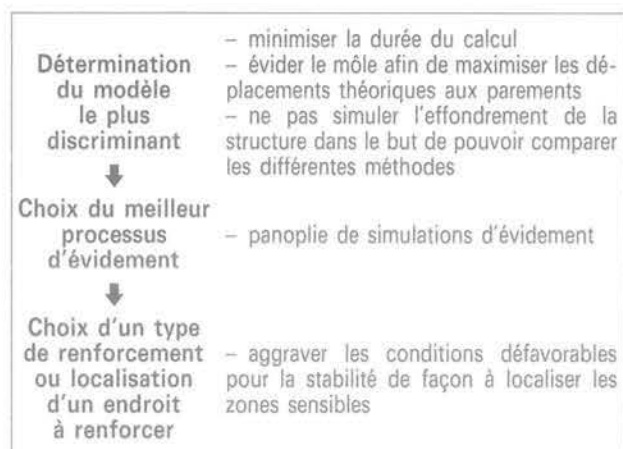 Détermination
du modèle
le plus
discriminant
– minimiser la durée du calcul
– évider le môle afin de maximiser les dé-
placements théoriques aux parements
– ne pas simuler l'effondrement de la
structure dans le but de pouvoir comparer
les différentes méthodes
Choix du meilleur
processus
d'évidement
– panoplie de simulations d'évidement
Choix d'un type
de renforcement
ou localisation
d'un endroit
à renforcer
– aggraver les conditions défavorables
pour la stabilité de façon à localiser les
zones sensibles